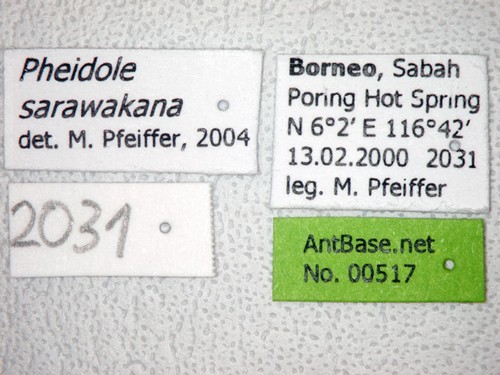 Pheidole
sarawakana
det. M. Pfeiffer, 2004
Borneo, Sabah
Poring Hot Spring
N 6°2’ E 116°42’
13.02.2000 2031
leg. M. Pfeiffer
2031
AntBase.net
No. 00517